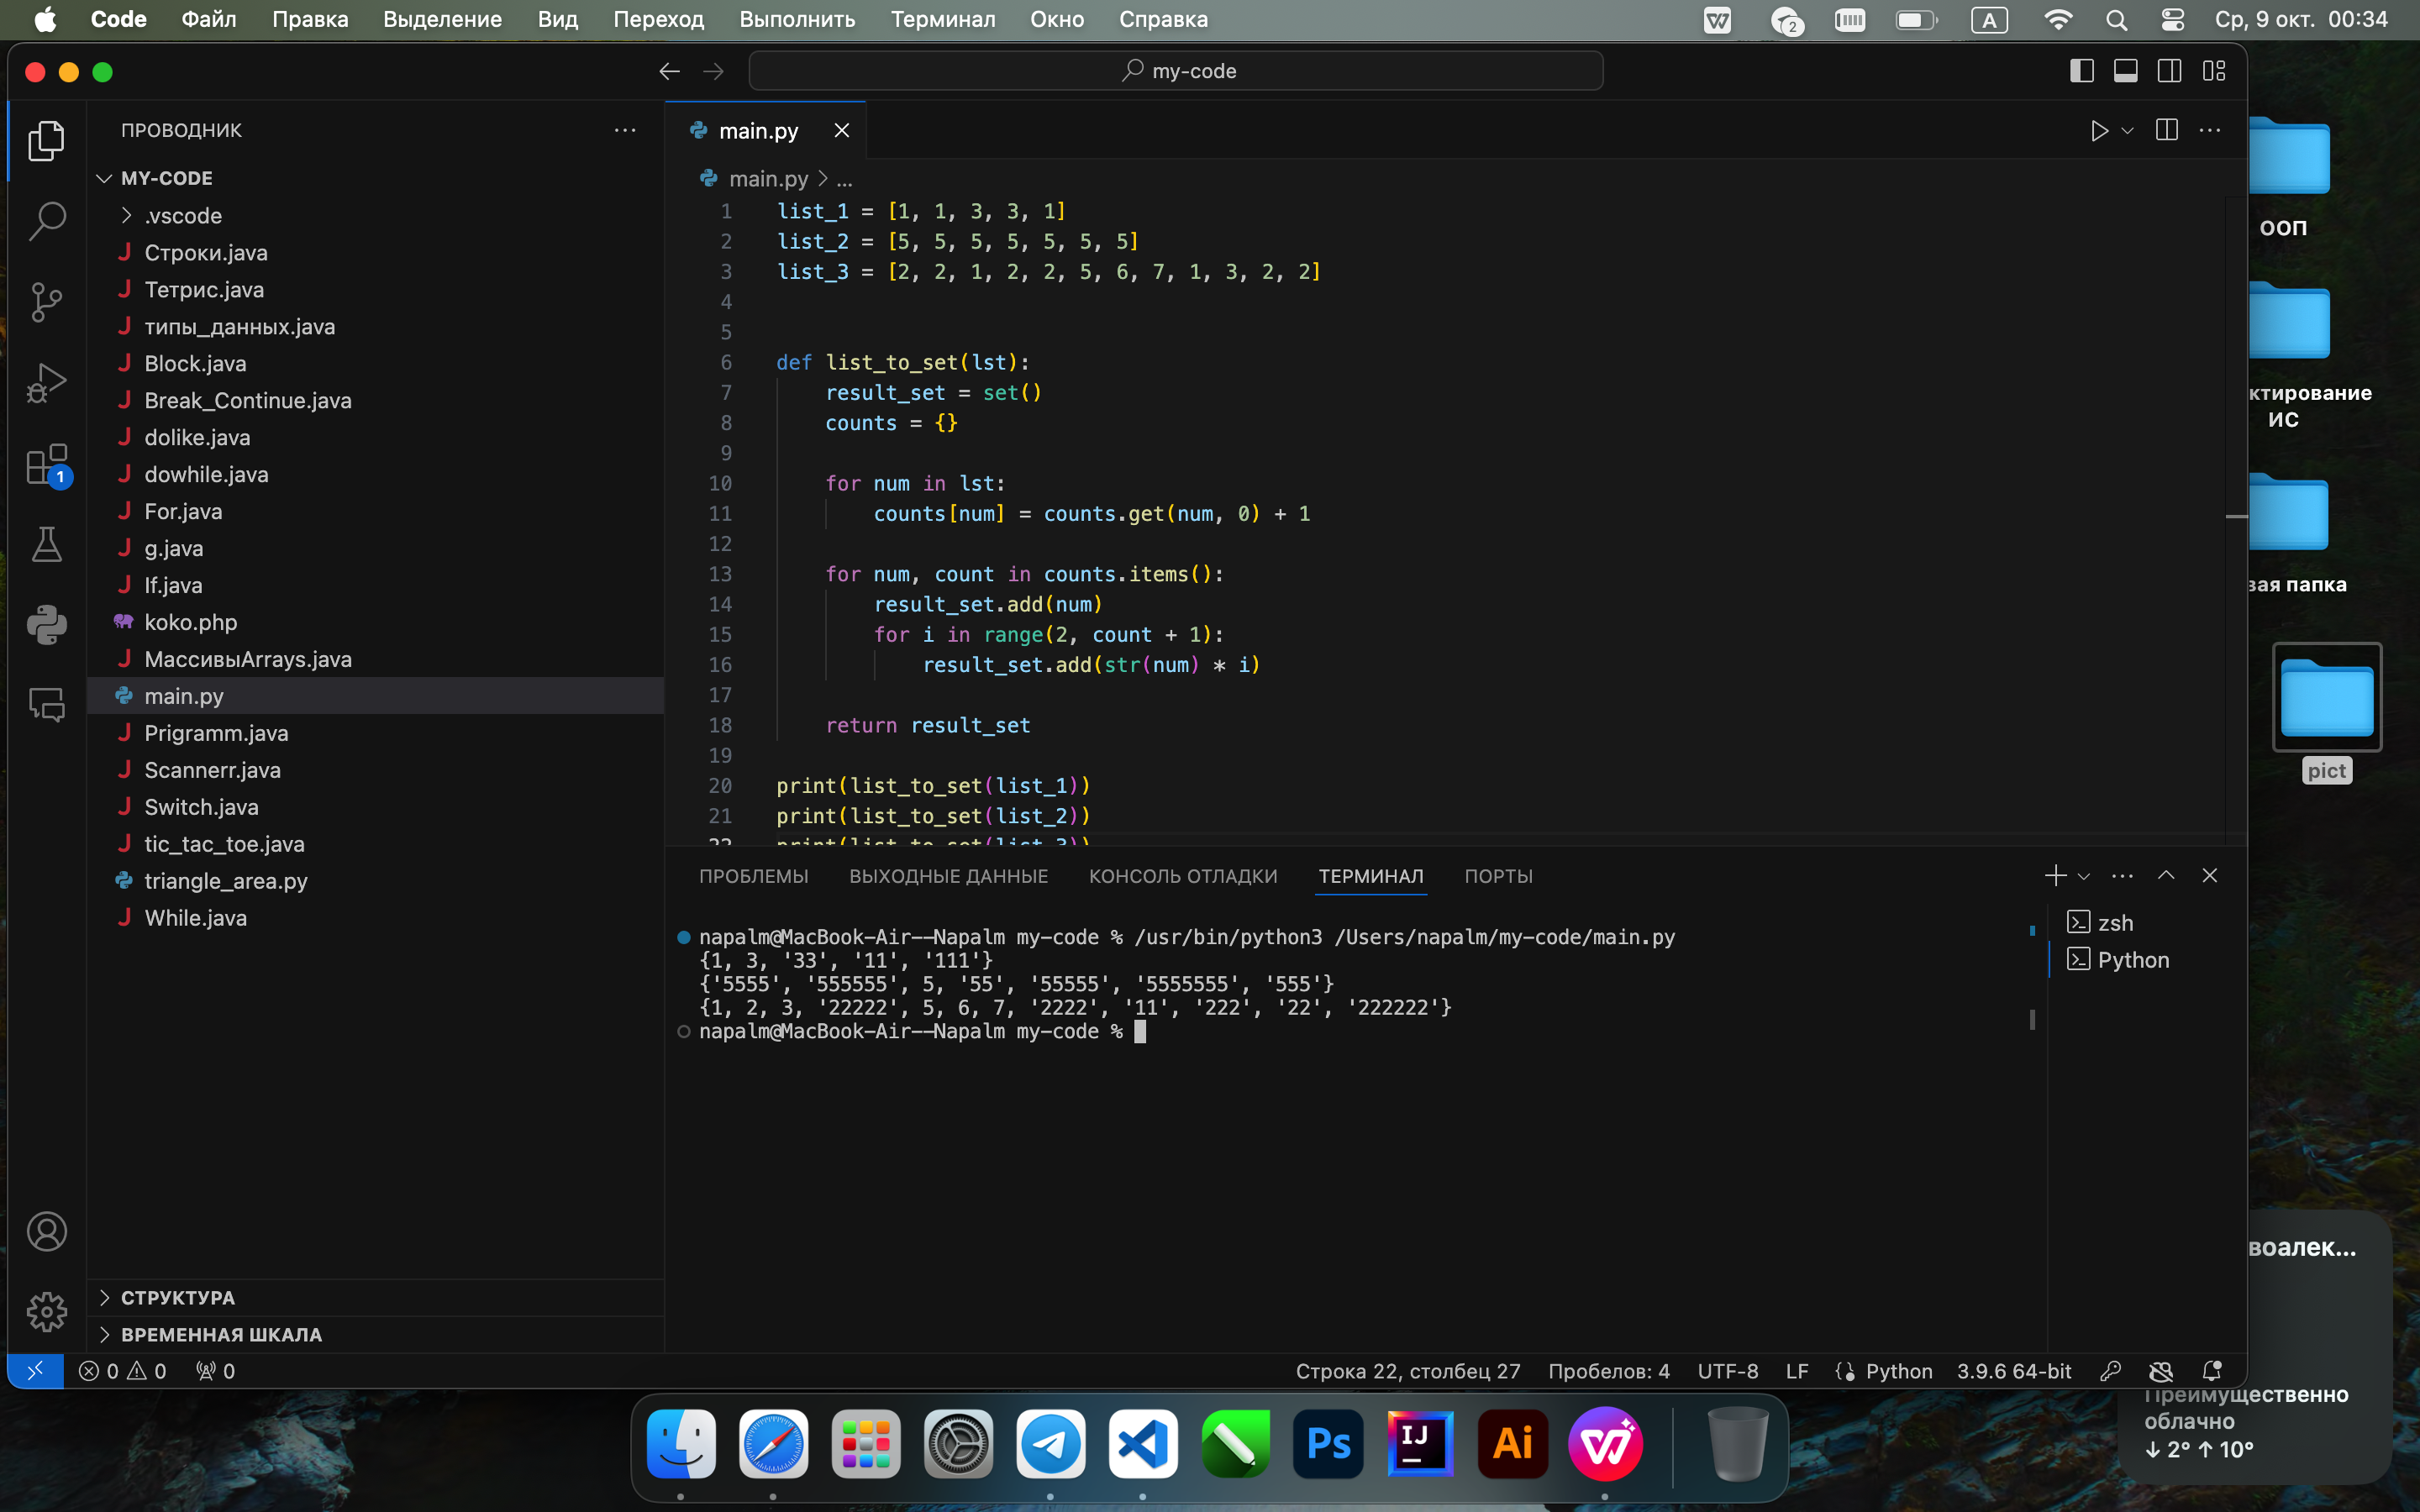 Code Файл Правка Выделение Вид Переход Выполнить Терминал Окно Справка 2 A Ср, 9 окт. 00:34
my-code
ПРОВОДНИК
MY-CODE
.vscode
Строки.java
Тетрис.java
типы_данных.java
Block.java
Break_Continue.java
dolike.java
dowhile.java
For.java
g.java
If.java
koko.php
МассивыArrays.java
main.py
Prigramm.java
Scannerr.java
Switch.java
tic_tac_toe.java
triangle_area.py
While.java
СТРУКТУРА
ВРЕМЕННАЯ ШКАЛА
1
main.py
main.py > ...
1 list_1 = [1, 1, 3, 3, 1]
2 list_2 = [5, 5, 5, 5, 5, 5, 5]
3 list_3 = [2, 2, 1, 2, 2, 5, 6, 7, 1, 3, 2, 2]
4
5
6 def list_to_set(lst):
7 result_set = set()
8 counts = {}
9
10 for num in lst:
11 counts[num] = counts.get(num, 0) + 1
12
13 for num, count in counts.items():
14 result_set.add(num)
15 for i in range(2, count + 1):
16 result_set.add(str(num) * i)
17
18 return result_set
19
20 print(list_to_set(list_1))
21 print(list_to_set(list_2))
22 print(list_to_set(list_3))
ПРОБЛЕМЫ ВЫХОДНЫЕ ДАННЫЕ КОНСОЛЬ ОТЛАДКИ ТЕРМИНАЛ ПОРТЫ
napalm@MacBook-Air--Napalm my-code % /usr/bin/python3 /Users/napalm/my-code/main.py
{1, 3, '33', '11', '111'}
{'5555', '555555', 5, '55', '55555', '5555555', '555'}
{1, 2, 3, '22222', 5, 6, 7, '2222', '11', '222', '22', '222222'}
napalm@MacBook-Air--Napalm my-code %
zsh
Python
0 0 0 Строка 22, столбец 27 Пробелов: 4 UTF-8 LF Python 3.9.6 64-bit
ООП
ктирование
ИС
вая папка
pict
воалек...
Преимущественно
облачно
↓ 2° ↑ 10°
Ps IJ Ai